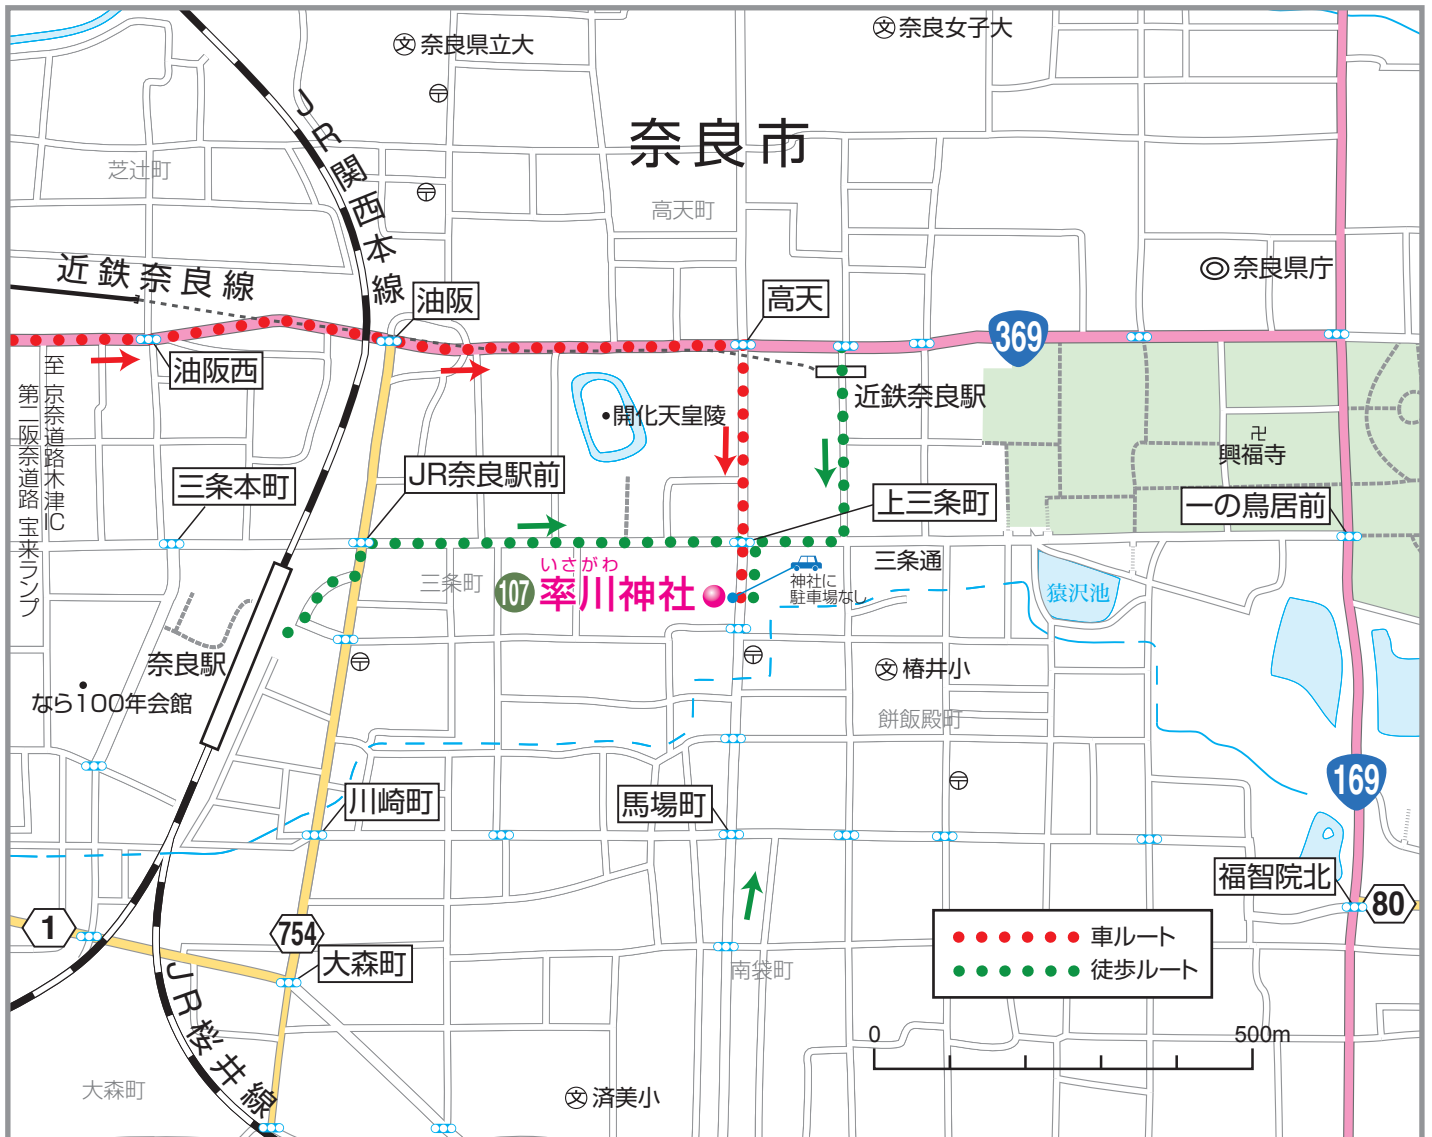 奈良県立大
奈良女子大
奈良市
芝辻町
高天町
JR関西本線
近鉄奈良線
油阪
高天
奈良県庁
369
油阪西
至 京奈道路木津IC
第二阪奈道路 宝来ランプ
近鉄奈良駅
開化天皇陵
卍
興福寺
三条本町
JR奈良駅前
上三条町
一の鳥居前
三条通
三条町
107
いさがわ
率川神社
神社に
駐車場なし
猿沢池
奈良駅
なら100年会館
椿井小
餅飯殿町
169
川崎町
馬場町
福智院北
80
1
754
大森町
車ルート
徒歩ルート
南袋町
JR桜井線
0
500m
大森町
済美小
文
文
文
文